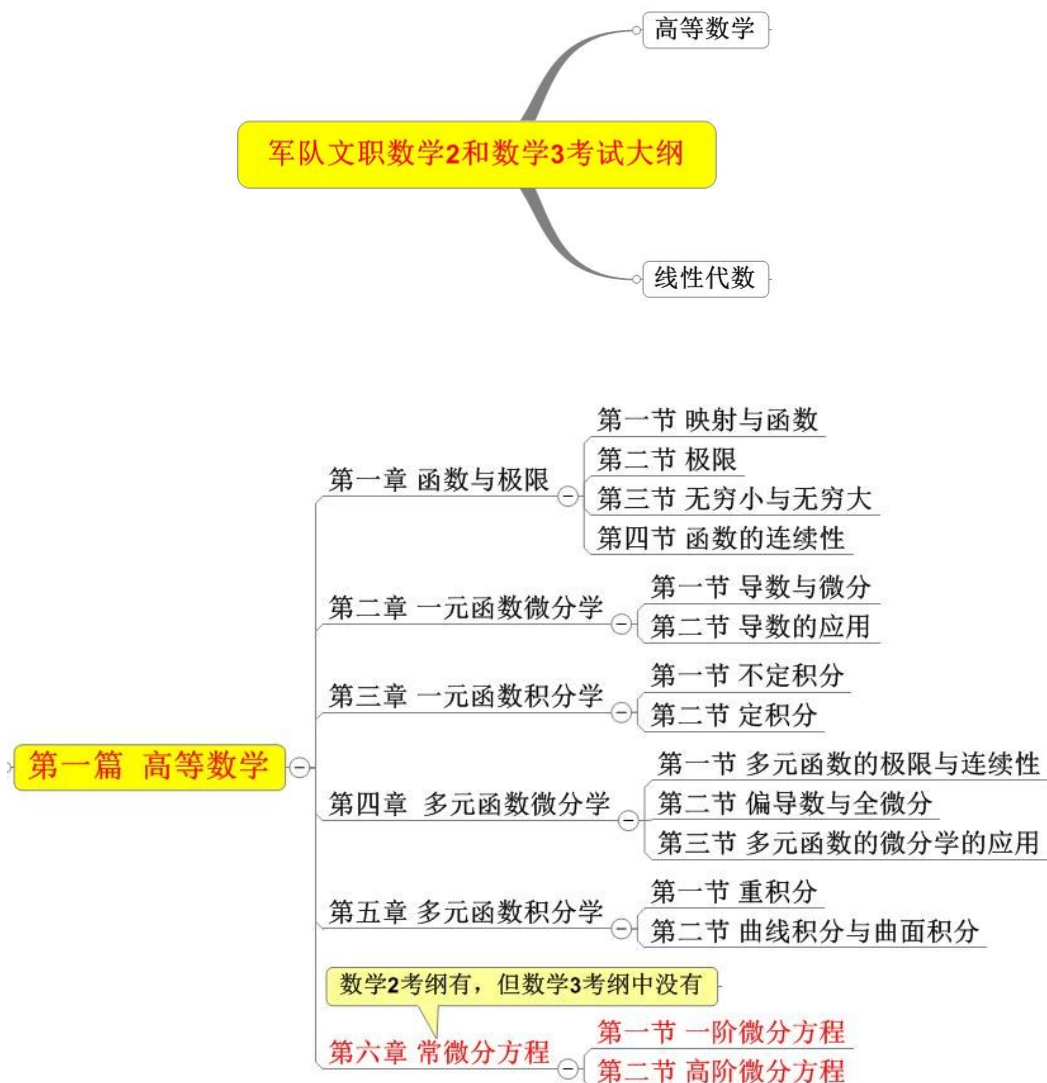 高等数学
军队文职数学2和数学3考试大纲
线性代数
第一篇 高等数学
第一章 函数与极限
第一节 映射与函数
第二节 极限
第三节 无穷小与无穷大
第四节 函数的连续性
第二章 一元函数微分学
第一节 导数与微分
第二节 导数的应用
第三章 一元函数积分学
第一节 不定积分
第二节 定积分
第四章 多元函数微分学
第一节 多元函数的极限与连续性
第二节 偏导数与全微分
第三节 多元函数的微分学的应用
第五章 多元函数积分学
第一节 重积分
第二节 曲线积分与曲面积分
数学2考纲有，但数学3考纲中没有
第六章 常微分方程
第一节 一阶微分方程
第二节 高阶微分方程